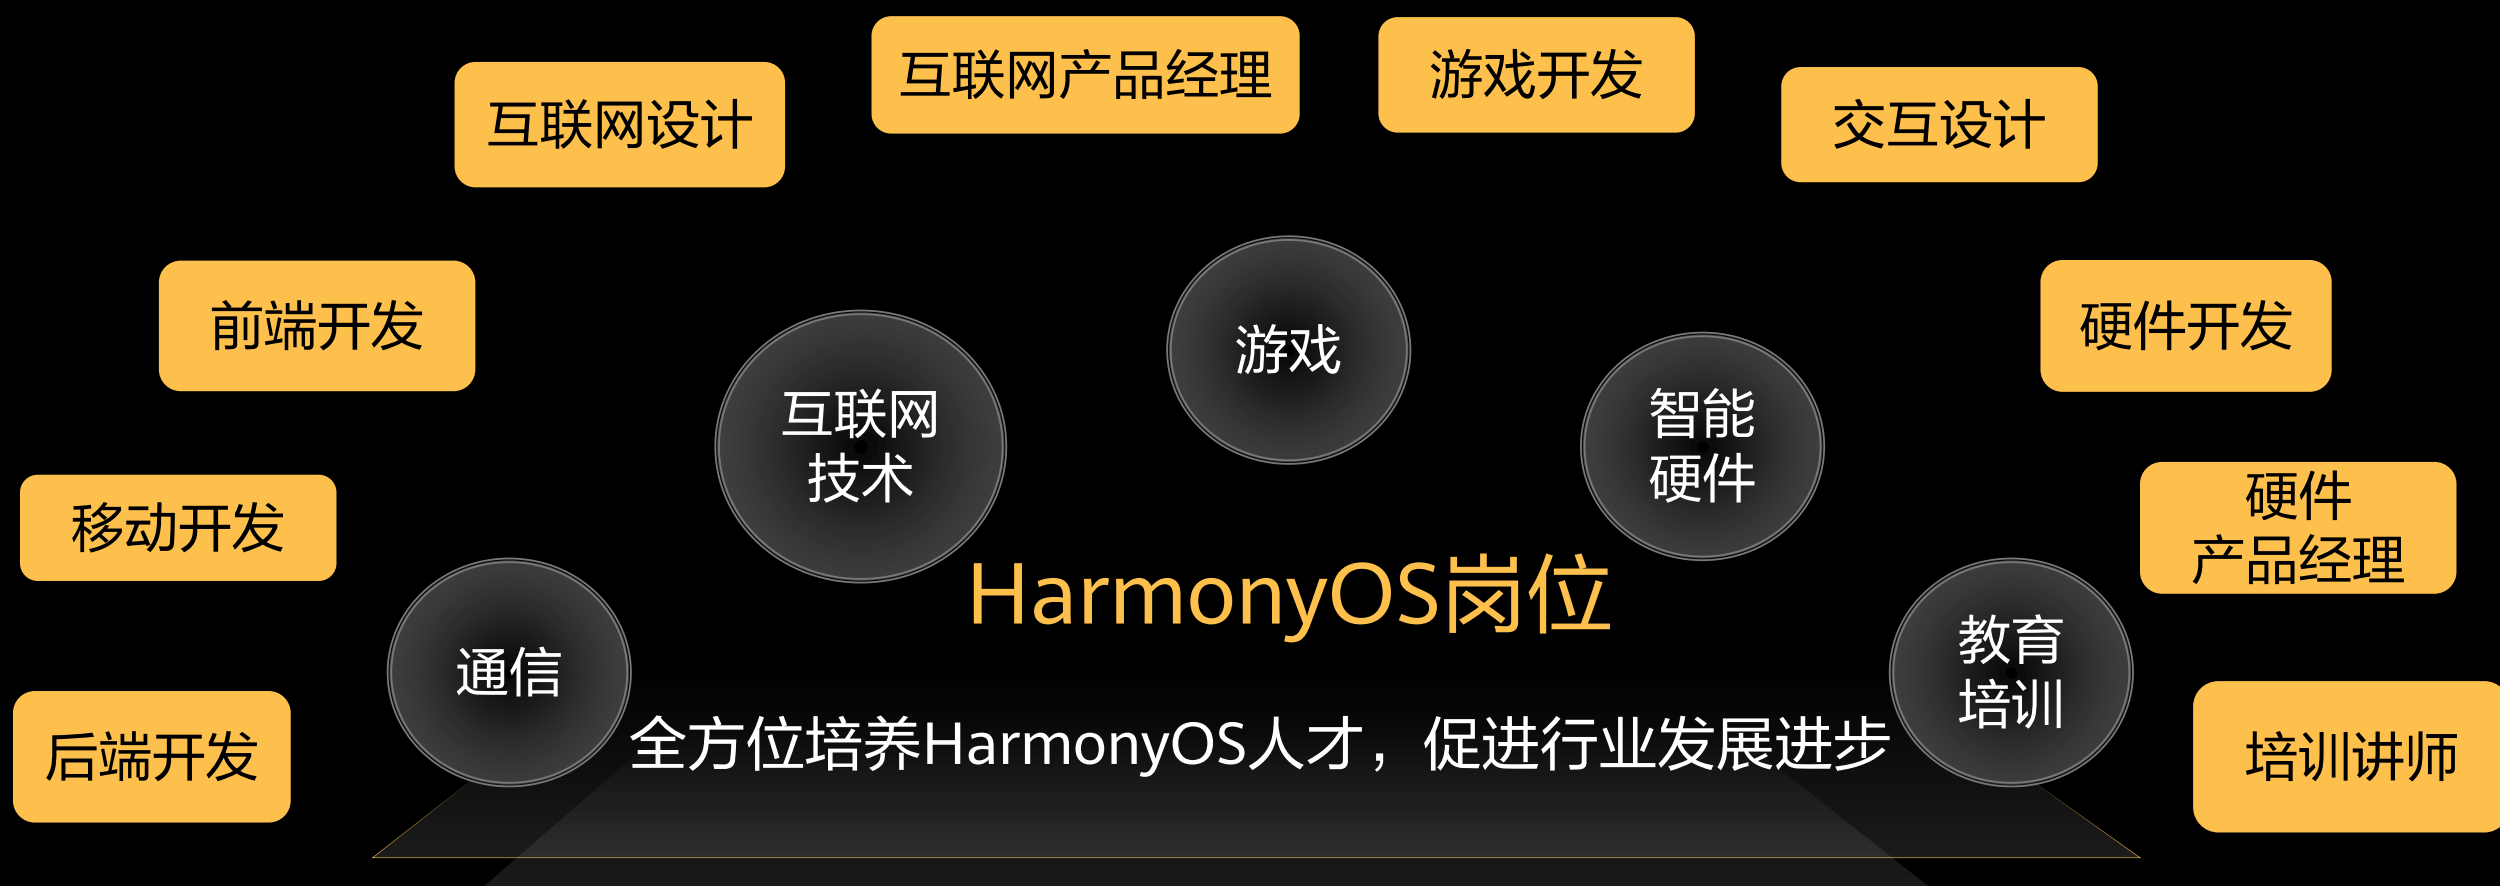 互联网产品经理
游戏开发
互联网设计
交互设计
前端开发
硬件开发
游戏
互联网
技术
智能
硬件
移动开发
硬件
产品经理
HarmonyOS岗位
通信
教育
培训
后端开发
全方位培养HarmonyOS人才，促进行业发展进步
培训讲师